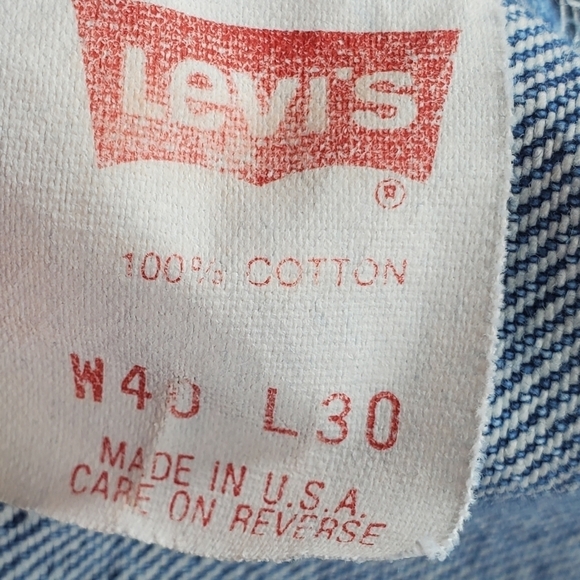 Levi's
®
100% COTTON
W40 L30
MADE IN U.S.A.
CARE ON REVERSE